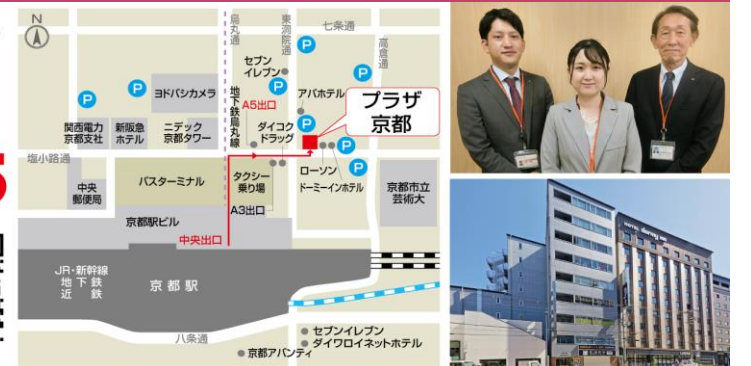 N
烏丸通
東洞院通
七条通
高倉通
セブン
イレブン
地下鉄烏丸線
A5出口
アパホテル
ヨドバシカメラ
プラザ
京都
関西電力
京都支社
新阪急
ホテル
ニデック
京都タワー
ダイコク
ドラッグ
塩小路通
中央
郵便局
バスターミナル
タクシー
乗り場
ローソン
ドーミーインホテル
京都市立
芸術大
A3出口
京都駅ビル
中央出口
JR・新幹線
地下鉄
近鉄
京都駅
八条通
セブンイレブン
ダイワロイネットホテル
京都アバンティ
P
P
P
P
P
P
P
P